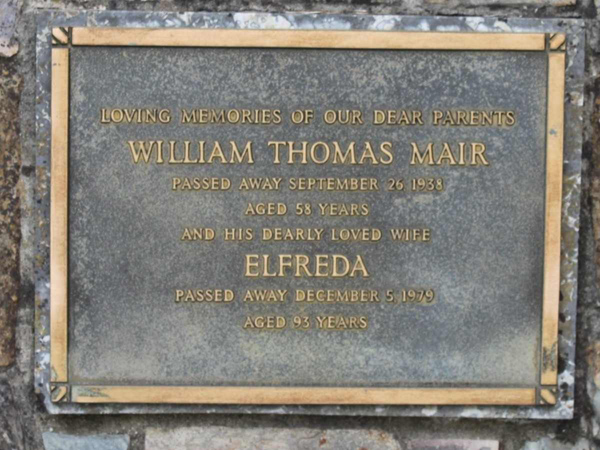 LOVING MEMORIES OF OUR DEAR PARENTS
WILLIAM THOMAS MAIR
PASSED AWAY SEPTEMBER 26 1938
AGED 58 YEARS
AND HIS DEARLY LOVED WIFE
ELFREDA
PASSED AWAY DECEMBER 5, 1979
AGED 93 YEARS